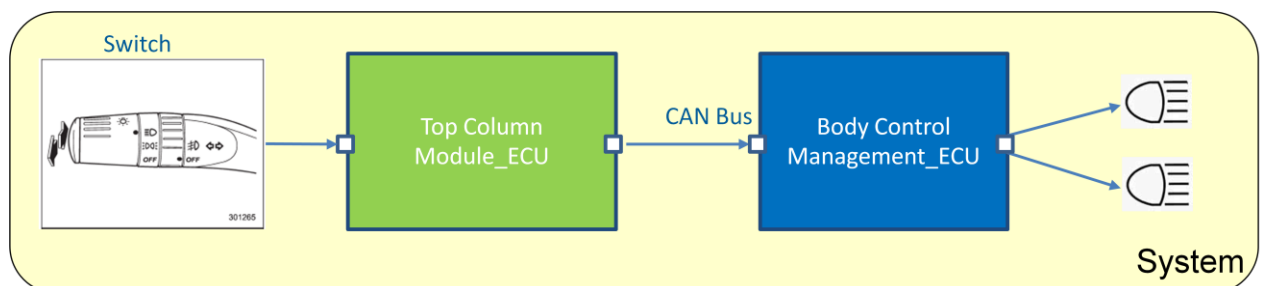 Switch
OFF
OFF
301265
Top Column
Module_ECU
CAN Bus
Body Control
Management_ECU
System